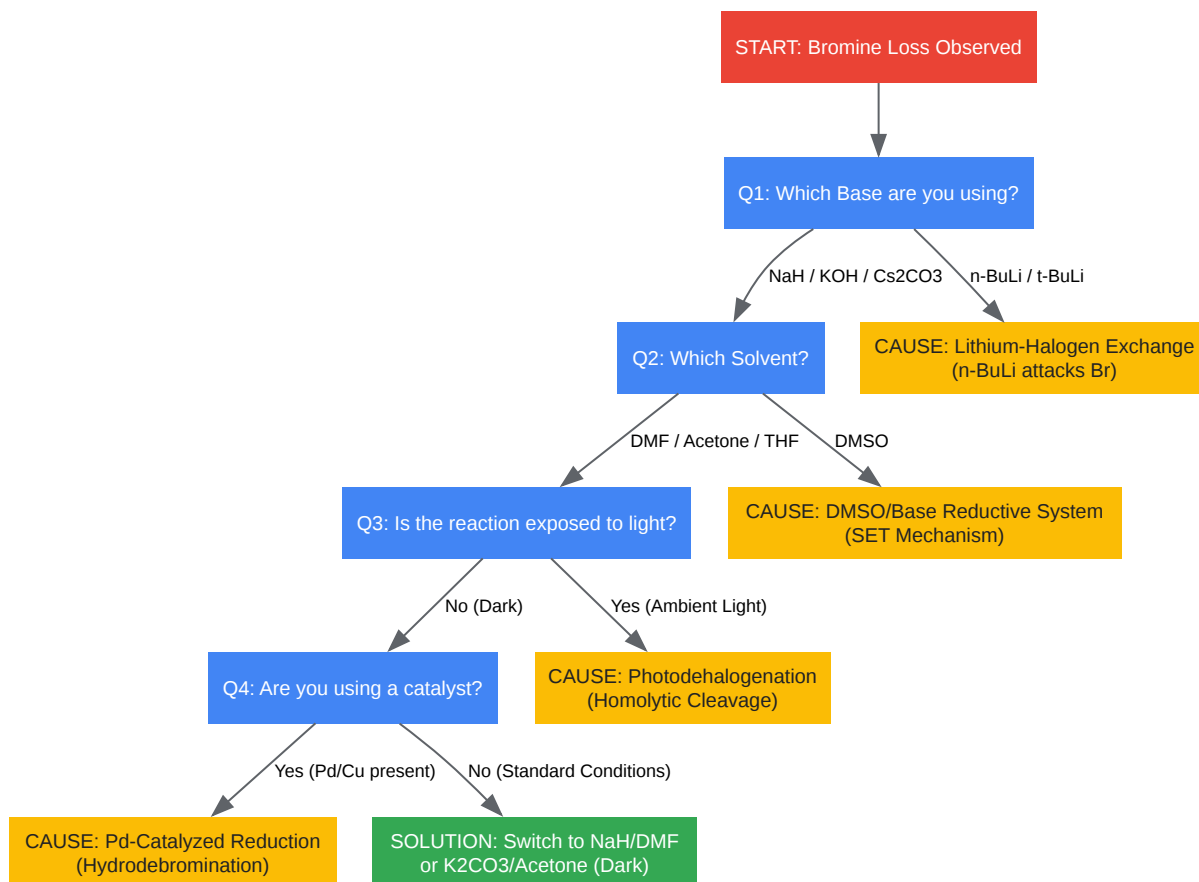 START: Bromine Loss Observed
Q1: Which Base are you using?
NaH / KOH / Cs2CO3
n-BuLi / t-BuLi
Q2: Which Solvent?
CAUSE: Lithium-Halogen Exchange
(n-BuLi attacks Br)
DMF / Acetone / THF
DMSO
Q3: Is the reaction exposed to light?
CAUSE: DMSO/Base Reductive System
(SET Mechanism)
No (Dark)
Yes (Ambient Light)
Q4: Are you using a catalyst?
CAUSE: Photodehalogenation
(Homolytic Cleavage)
Yes (Pd/Cu present)
No (Standard Conditions)
CAUSE: Pd-Catalyzed Reduction
(Hydrodebromination)
SOLUTION: Switch to NaH/DMF
or K2CO3/Acetone (Dark)